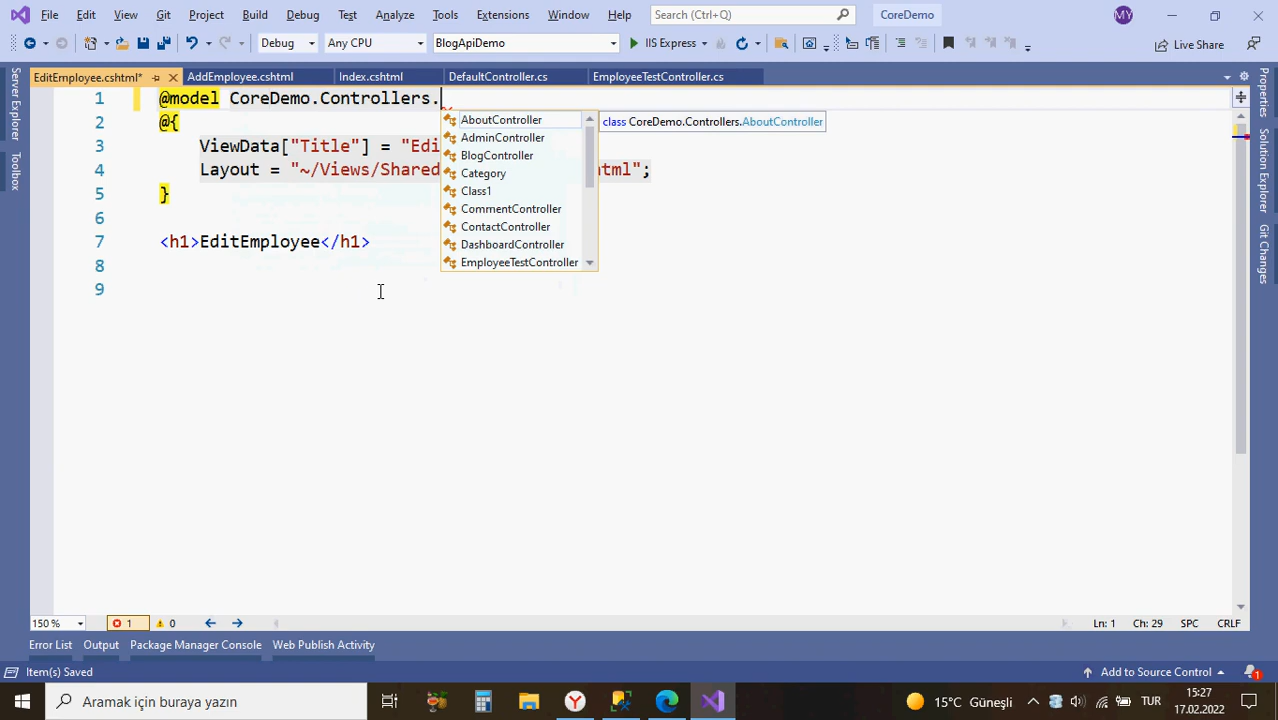 File Edit View Git Project Build Debug Test Analyze Tools Extensions Window Help Search (Ctrl+Q) CoreDemo MY
Debug Any CPU BlogApiDemo IIS Express Live Share
EditEmployee.cshtml* AddEmployee.cshtml Index.cshtml DefaultController.cs EmployeeTestController.cs
Server Explorer
Toolbox
1 @model CoreDemo.Controllers.
2 @{
3 ViewData["Title"] = "Edi
4 Layout = "~/Views/Shared html";
5 }
6
7 <h1>EditEmployee</h1>
8
9
AboutController
AdminController
BlogController
Category
Class1
CommentController
ContactController
DashboardController
EmployeeTestController
class CoreDemo.Controllers.AboutController
Properties
Solution Explorer
Git Changes
150 % 1 0 Ln: 1 Ch: 29 SPC CRLF
Error List Output Package Manager Console Web Publish Activity
Item(s) Saved Add to Source Control 1
Aramak için buraya yazın 15°C Güneşli TUR 15:27
17.02.2022